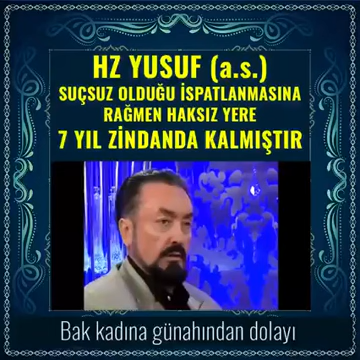 HZ YUSUF (a.s.)
SUÇSUZ OLDUĞU İSPATLANMASINA
RAĞMEN HAKSIZ YERE
7 YIL ZİNDANDA KALMIŞTIR
Bak kadına günahından dolayı